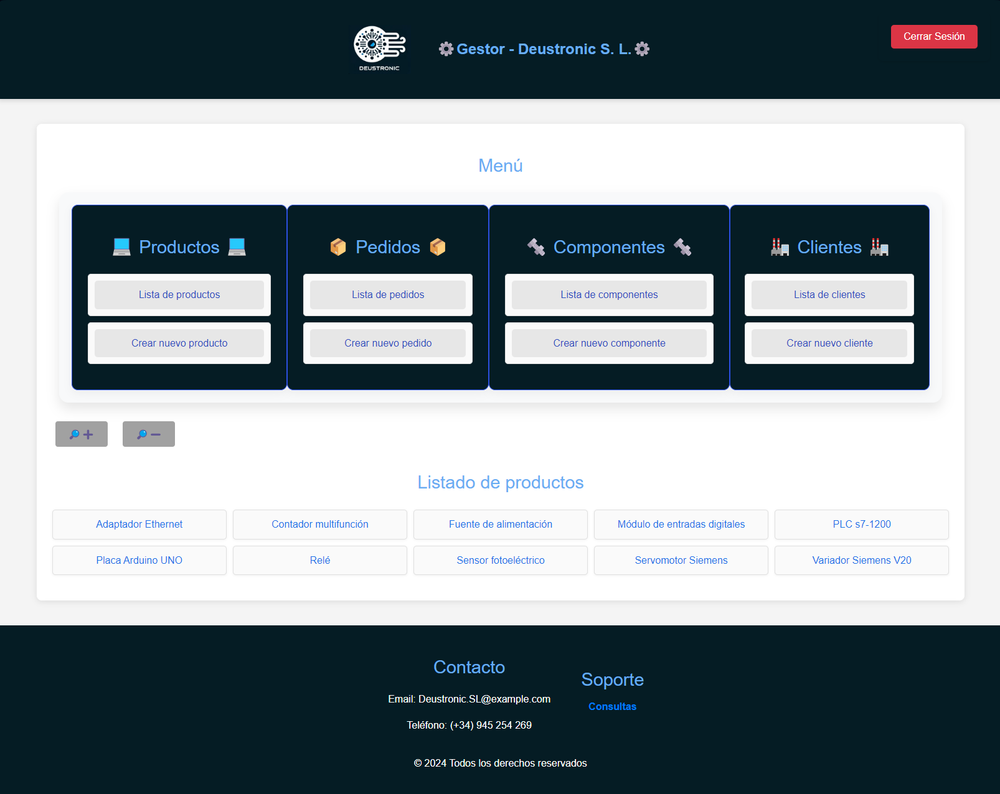 DEUSTRONIC
Gestor - Deustronic S. L.
Cerrar Sesión
Menú
Productos
Lista de productos
Crear nuevo producto
Pedidos
Lista de pedidos
Crear nuevo pedido
Componentes
Lista de componentes
Crear nuevo componente
Clientes
Lista de clientes
Crear nuevo cliente
Listado de productos
Adaptador Ethernet
Contador multifunción
Fuente de alimentación
Módulo de entradas digitales
PLC s7-1200
Placa Arduino UNO
Relé
Sensor fotoeléctrico
Servomotor Siemens
Variador Siemens V20
Contacto
Email: Deustronic.SL@example.com
Teléfono: (+34) 945 254 269
Soporte
Consultas
© 2024 Todos los derechos reservados